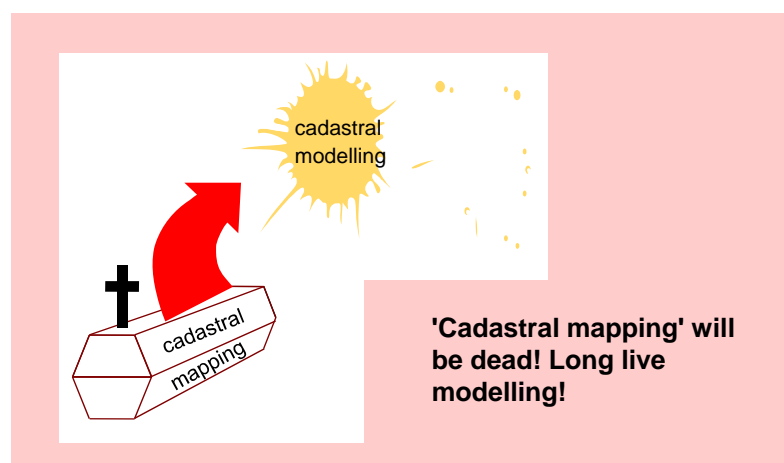 cadastral
modelling
cadastral
mapping
'Cadastral mapping' will
be dead! Long live
modelling!